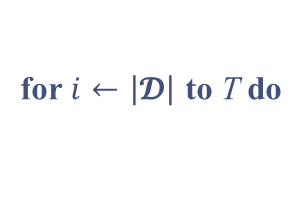 for i ← |𝓓| to T do